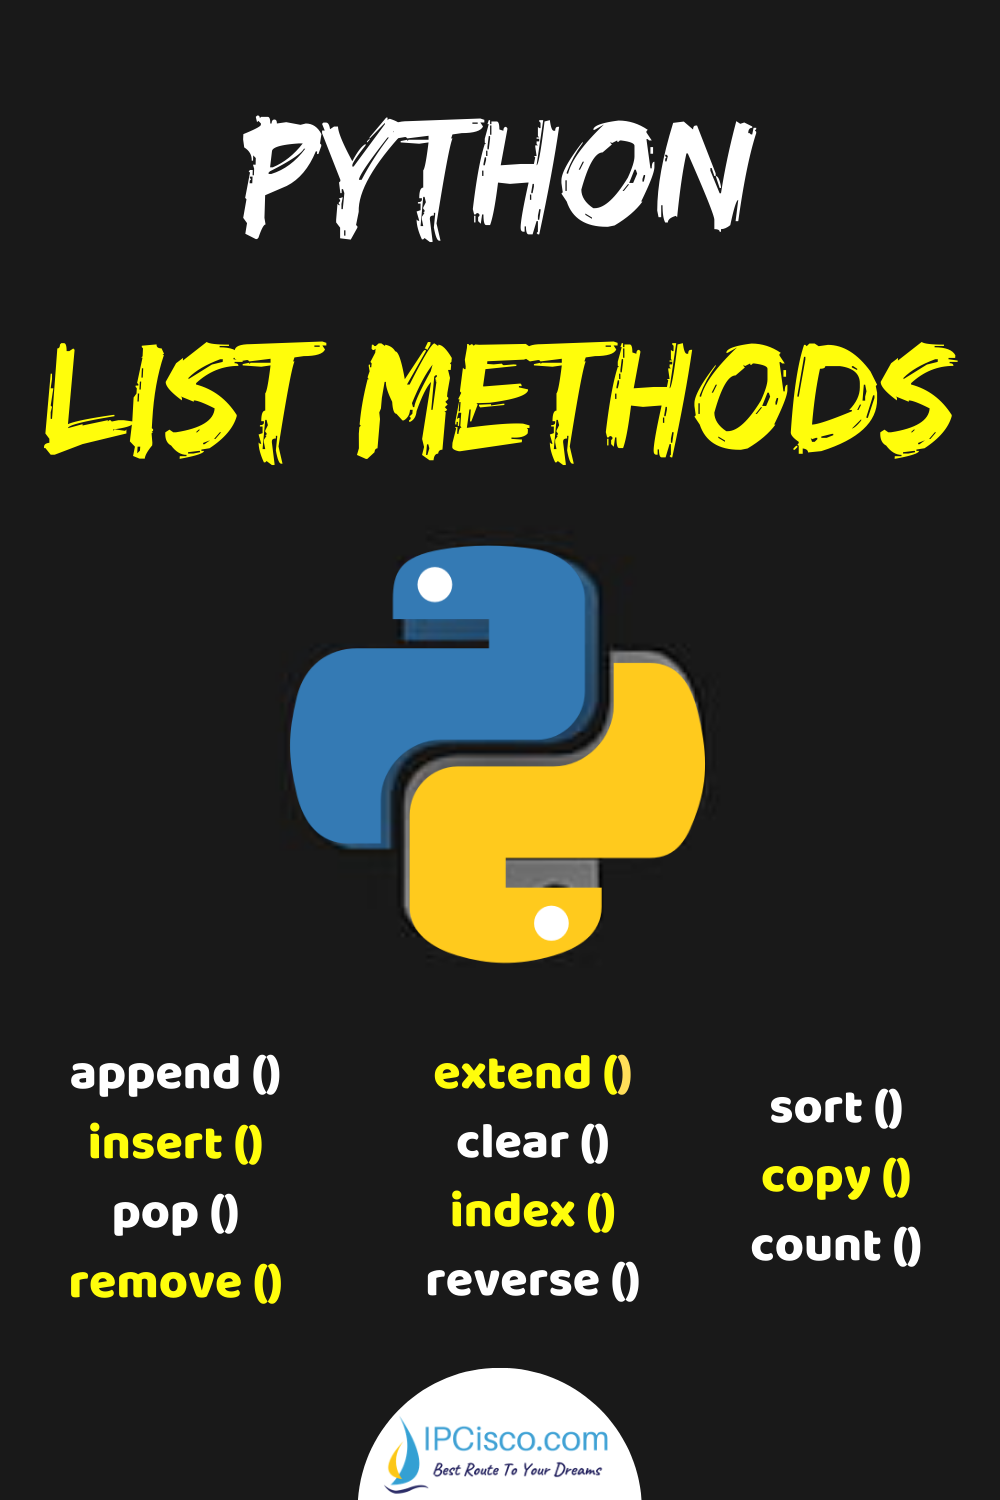 PYTHON
LIST METHODS
append ()
insert ()
pop ()
remove ()
extend ()
clear ()
index ()
reverse ()
sort ()
copy ()
count ()
IPCisco.com
Best Route To Your Dreams